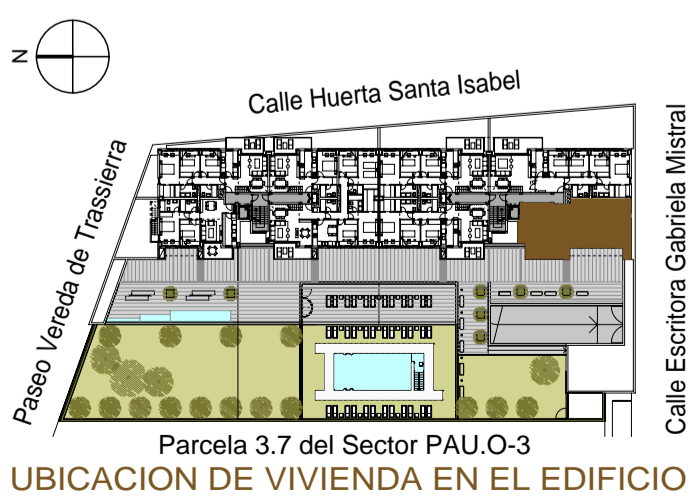 N
Calle Huerta Santa Isabel
Paseo Vereda de Trassierra
Calle Escritora Gabriela Mistral
Parcela 3.7 del Sector PAU.O-3
UBICACION DE VIVIENDA EN EL EDIFICIO